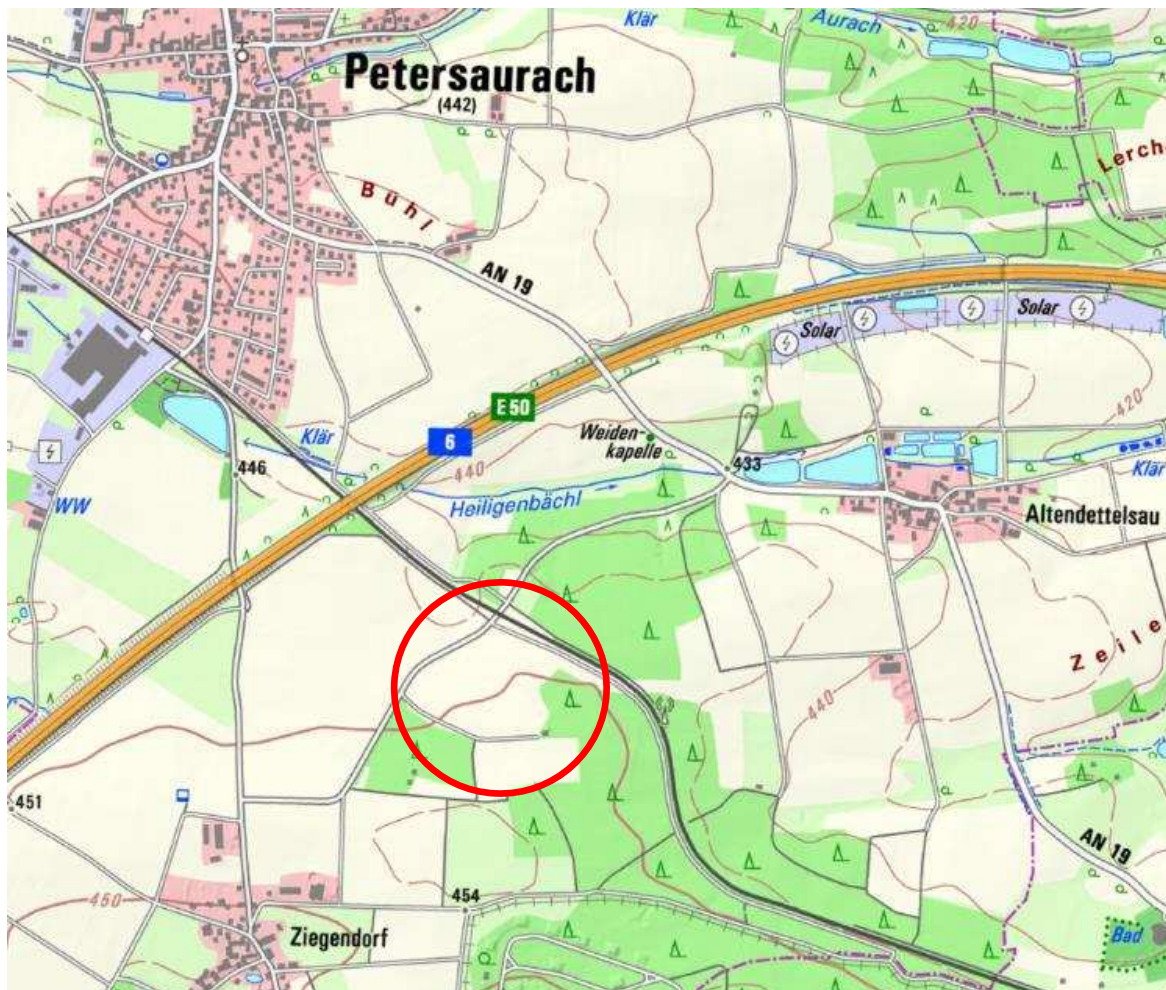 Klär
Aurach
420
Petersaurach
(442)
Lerch
Bühl
AN 19
Solar
Solar
E 50
6
Weiden-
kapelle
420
Klär
440
433
446
Klär
WW
Heiligenbächl
Altendettelsau
Zeile
440
451
AN 19
450
454
Ziegendorf
Bad